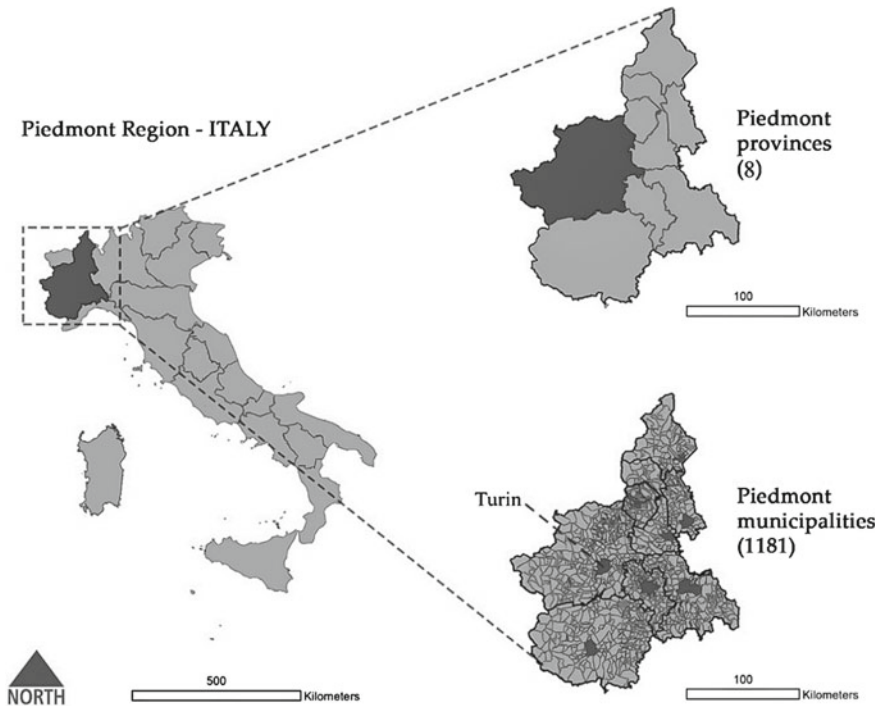 Piedmont Region - ITALY
Piedmont
provinces
(8)
100
Kilometers
Turin
Piedmont
municipalities
(1181)
NORTH
500
Kilometers
100
Kilometers